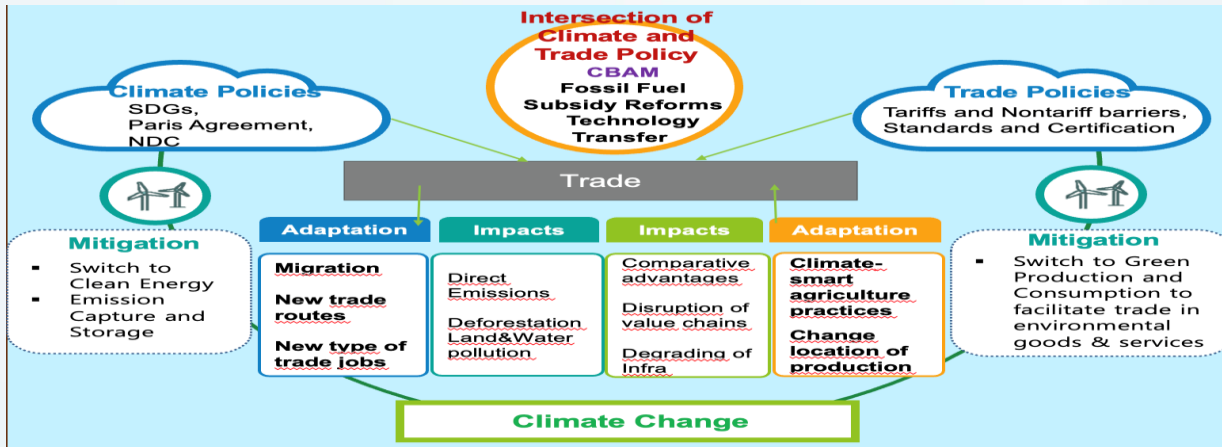 Intersection of
Climate and
Trade Policy
CBAM
Fossil Fuel
Subsidy Reforms
Technology
Transfer
Climate Policies
SDGs,
Paris Agreement,
NDC
Trade Policies
Tariffs and Nontariff barriers,
Standards and Certification
Trade
Mitigation
▪ Switch to
Clean Energy
▪ Emission
Capture and
Storage
Adaptation
Migration
New trade
routes
New type of
trade jobs
Impacts
Direct
Emissions
Deforestation
Land&Water
pollution
Impacts
Comparative
advantages
Disruption of
value chains
Degrading of
Infra
Adaptation
Climate-
smart
agriculture
practices
Change
location of
production
Mitigation
▪ Switch to Green
Production and
Consumption to
facilitate trade in
environmental
goods & services
Climate Change